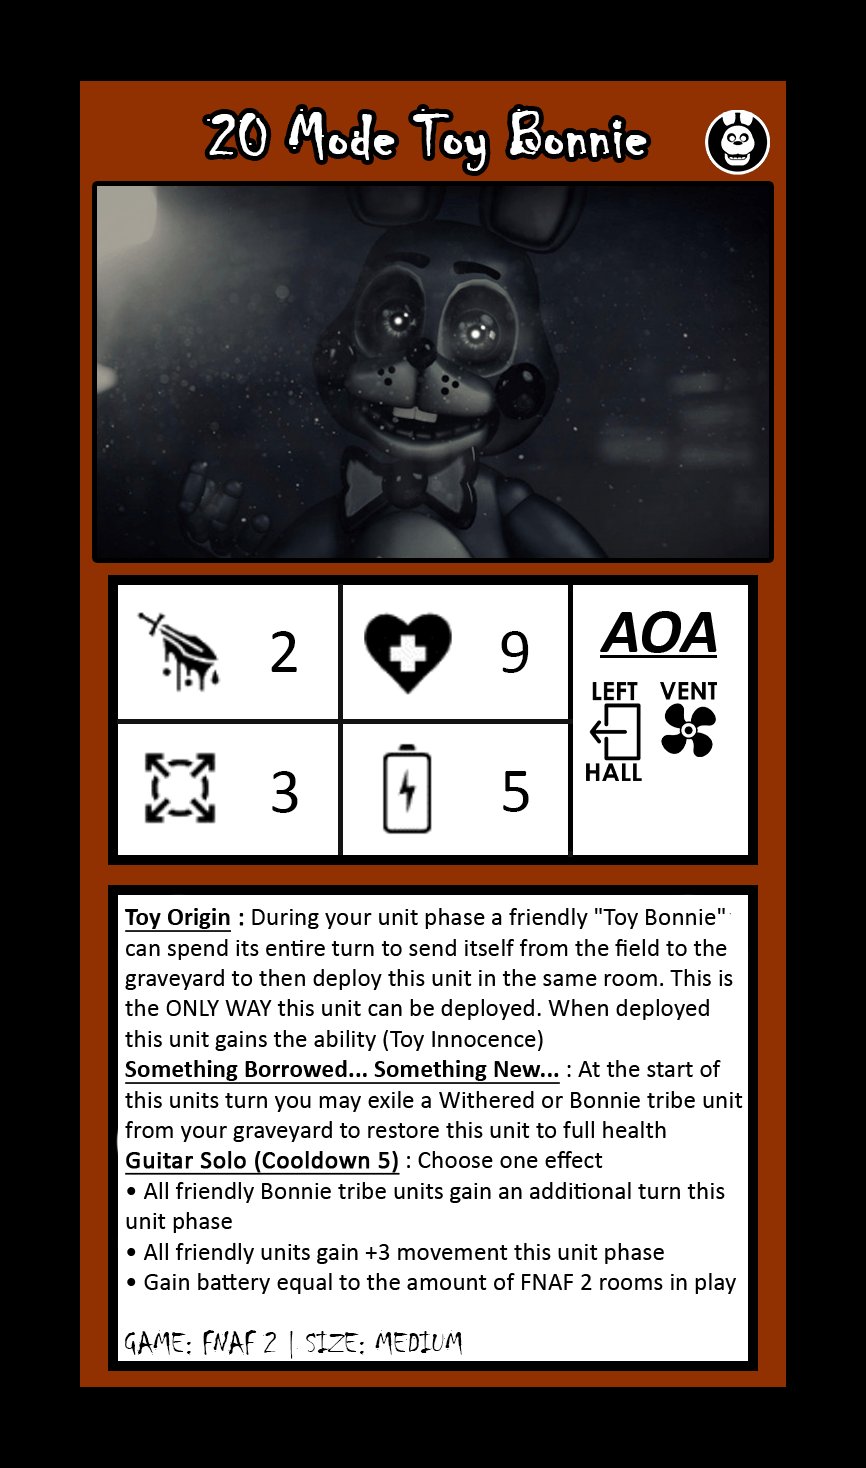 20 Mode Toy Bonnie
2
9
AOA
LEFT VENT
HALL
3
5
Toy Origin : During your unit phase a friendly "Toy Bonnie"
can spend its entire turn to send itself from the field to the
graveyard to then deploy this unit in the same room. This is
the ONLY WAY this unit can be deployed. When deployed
this unit gains the ability (Toy Innocence)
Something Borrowed... Something New... : At the start of
this units turn you may exile a Withered or Bonnie tribe unit
from your graveyard to restore this unit to full health
Guitar Solo (Cooldown 5) : Choose one effect
• All friendly Bonnie tribe units gain an additional turn this
unit phase
• All friendly units gain +3 movement this unit phase
• Gain battery equal to the amount of FNAF 2 rooms in play
GAME: FNAF 2 | SIZE: MEDIUM